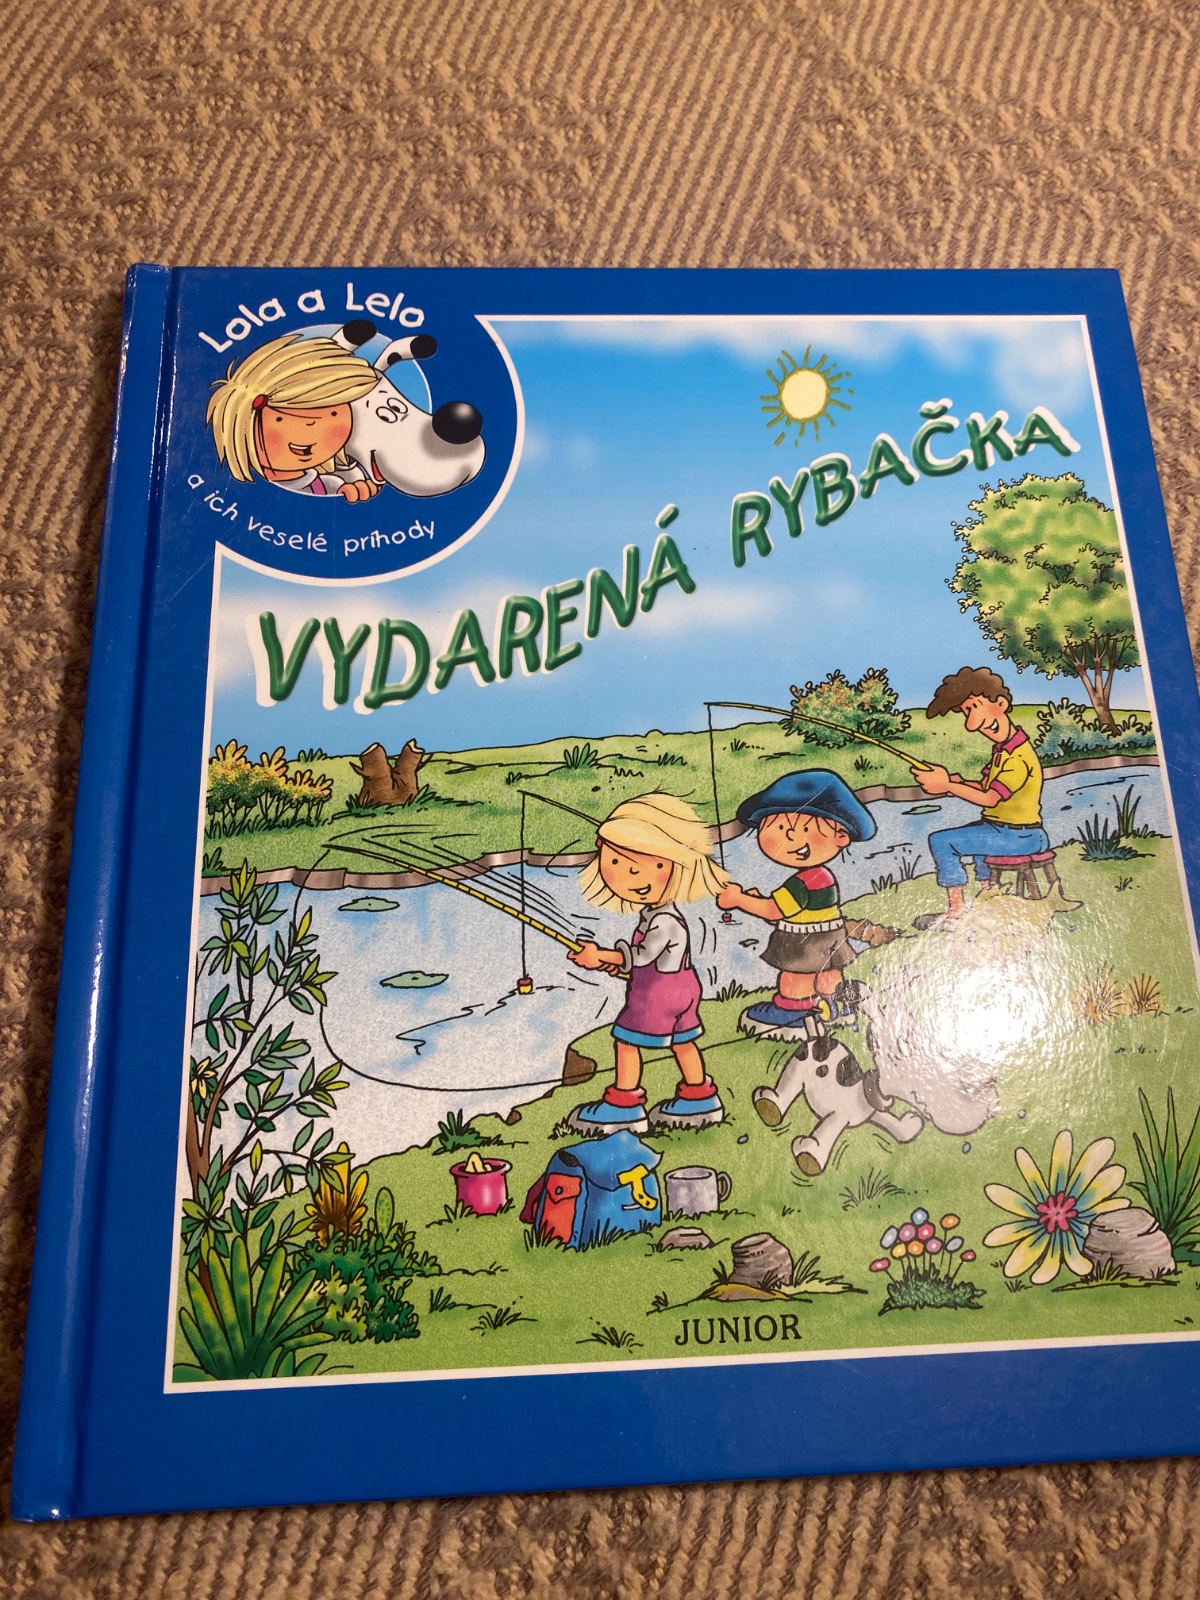 Lola a Lelo
a ich veselé príhody
VYDARENÁ RYBAČKA
JUNIOR